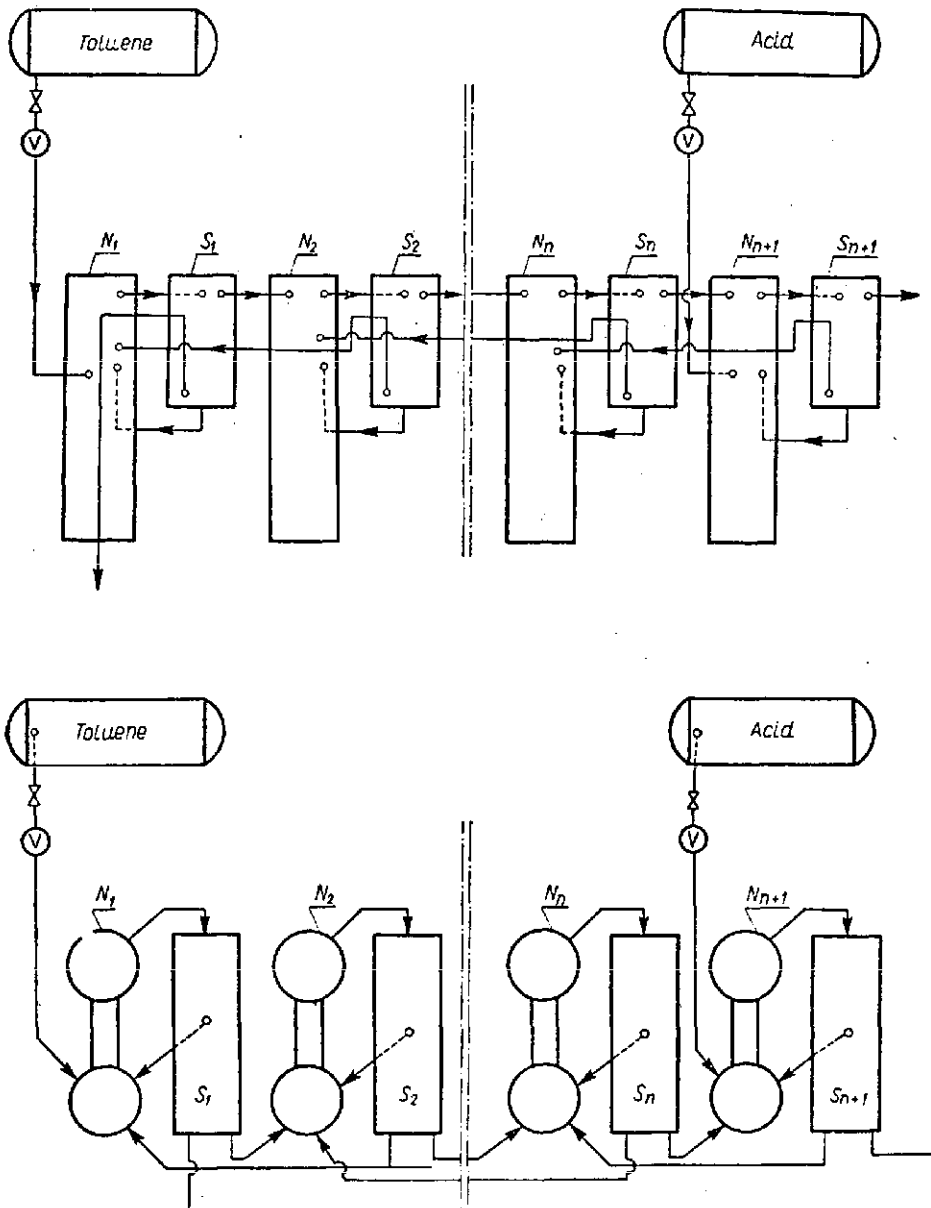 Toluene
Acid
V
V
N1
S1
N2
S2
Nn
Sn
Nn+1
Sn+1
Toluene
Acid
V
V
N1
N2
Nn
Nn+1
S1
S2
Sn
Sn+1